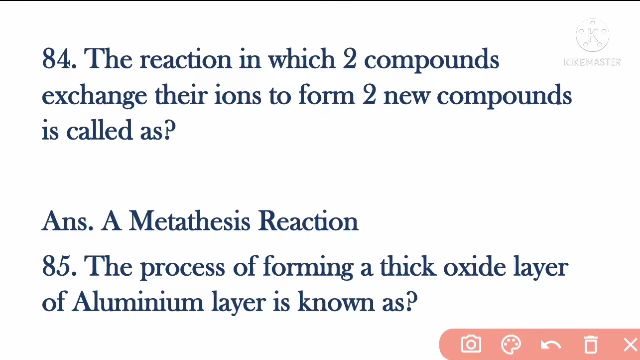 84. The reaction in which 2 compounds
exchange their ions to form 2 new compounds
is called as?
Ans. A Metathesis Reaction
85. The process of forming a thick oxide layer
of Aluminium layer is known as?
KINEMASTER